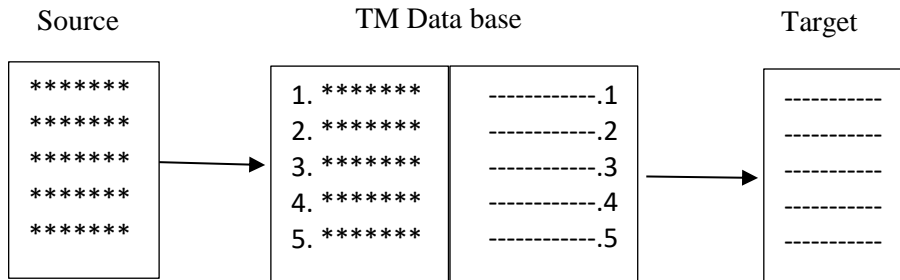 Source TM Data base Target
******* 1. ******* ------------.1 -----------
******* 2. ******* ------------.2 -----------
******* 3. ******* ------------.3 -----------
******* 4. ******* ------------.4 -----------
******* 5. ******* ------------.5 -----------